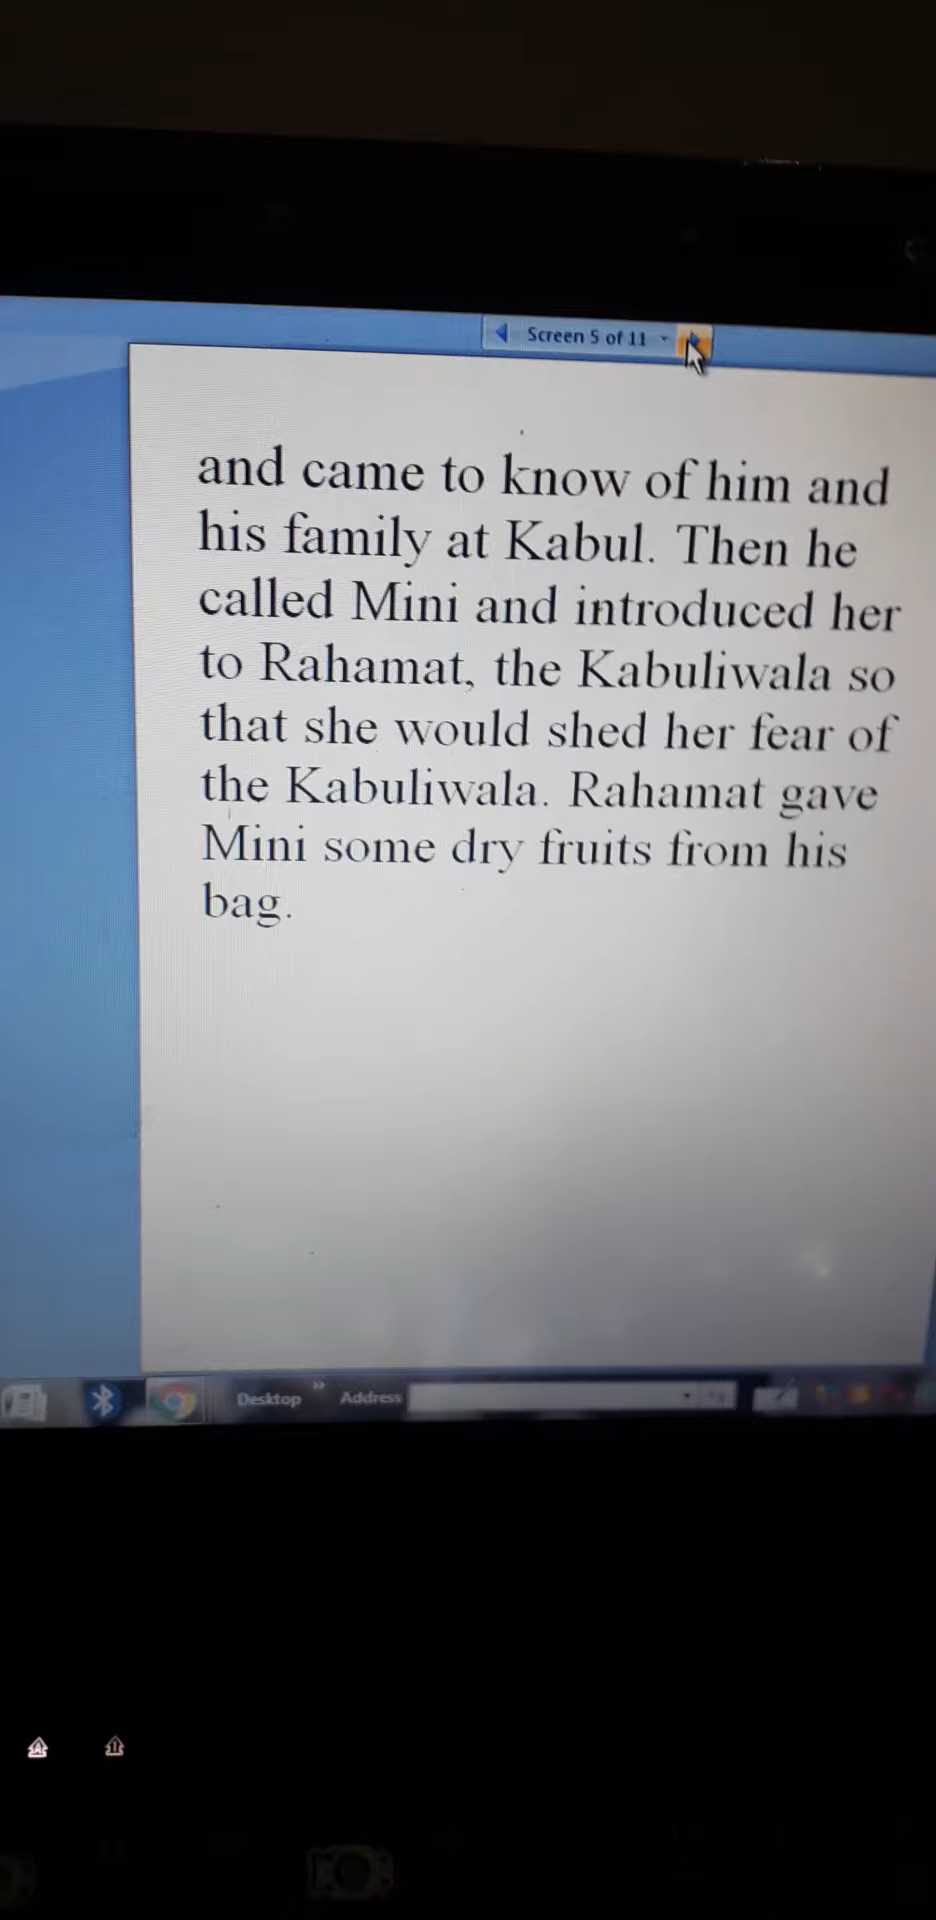 Screen 5 of 11
and came to know of him and
his family at Kabul. Then he
called Mini and introduced her
to Rahamat, the Kabuliwala so
that she would shed her fear of
the Kabuliwala. Rahamat gave
Mini some dry fruits from his
bag.
Desktop » Address
A 1